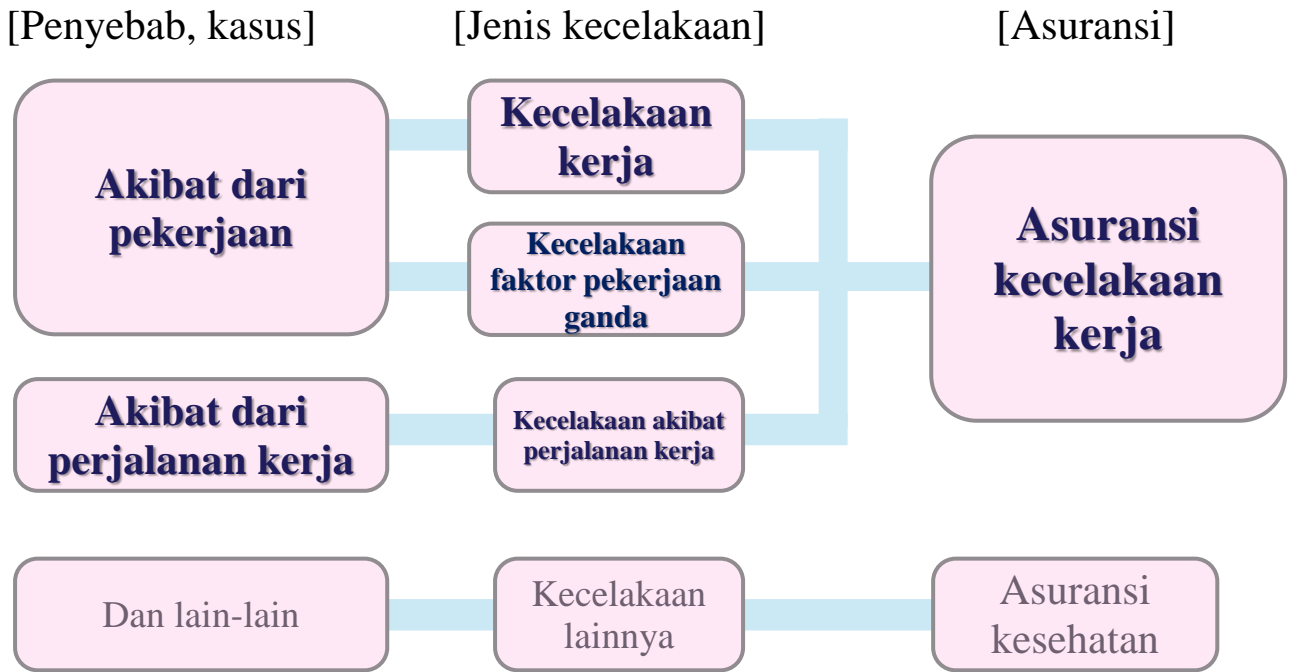 [Penyebab, kasus]
[Jenis kecelakaan]
[Asuransi]
Akibat dari
pekerjaan
Kecelakaan
kerja
Kecelakaan
faktor pekerjaan
ganda
Asuransi
kecelakaan
kerja
Akibat dari
perjalanan kerja
Kecelakaan akibat
perjalanan kerja
Dan lain-lain
Kecelakaan
lainnya
Asuransi
kesehatan